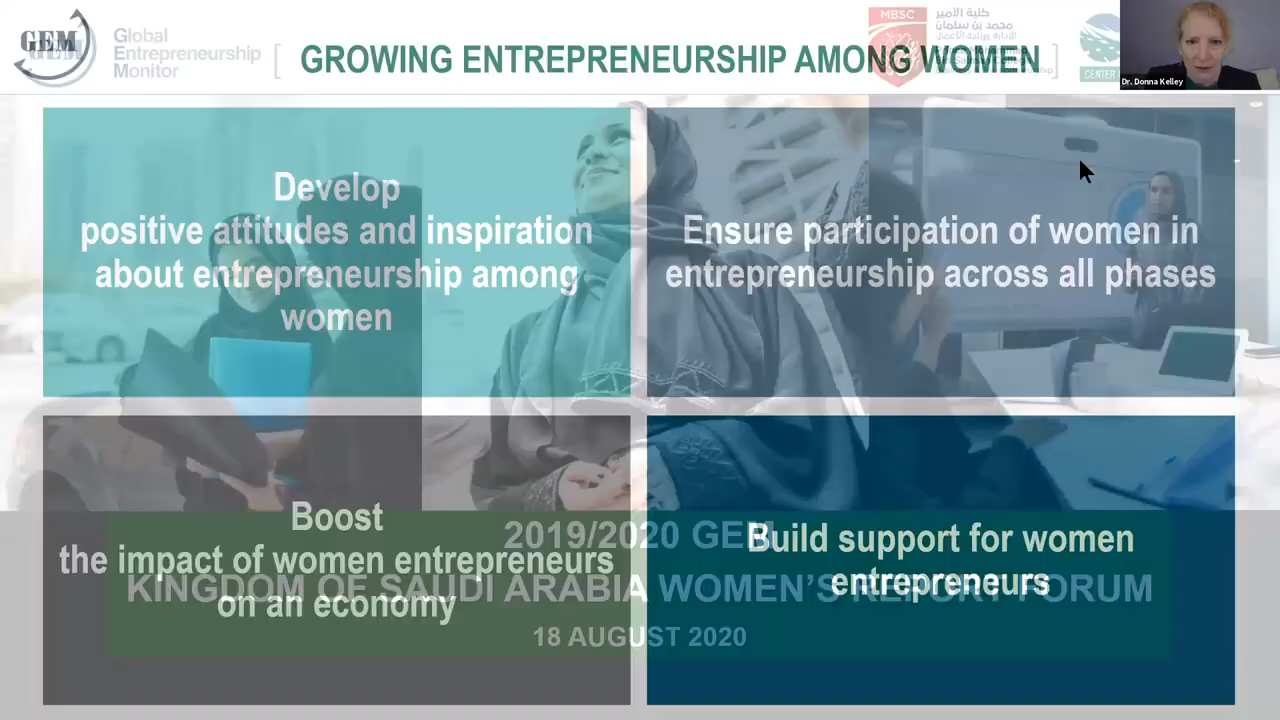 GEM
Global
Entrepreneurship
Monitor
GROWING ENTREPRENEURSHIP AMONG WOMEN
MBSC
كلية الأمير
محمد بن سلمان
للإدارة وريادة الأعمال
CENTER
Dr. Donna Kelley
Develop
positive attitudes and inspiration
about entrepreneurship among
women
Ensure participation of women in
entrepreneurship across all phases
Boost
the impact of women entrepreneurs
on an economy
Build support for women
entrepreneurs
2019/2020 GEM
KINGDOM OF SAUDI ARABIA WOMEN'S REPORT FORUM
18 AUGUST 2020